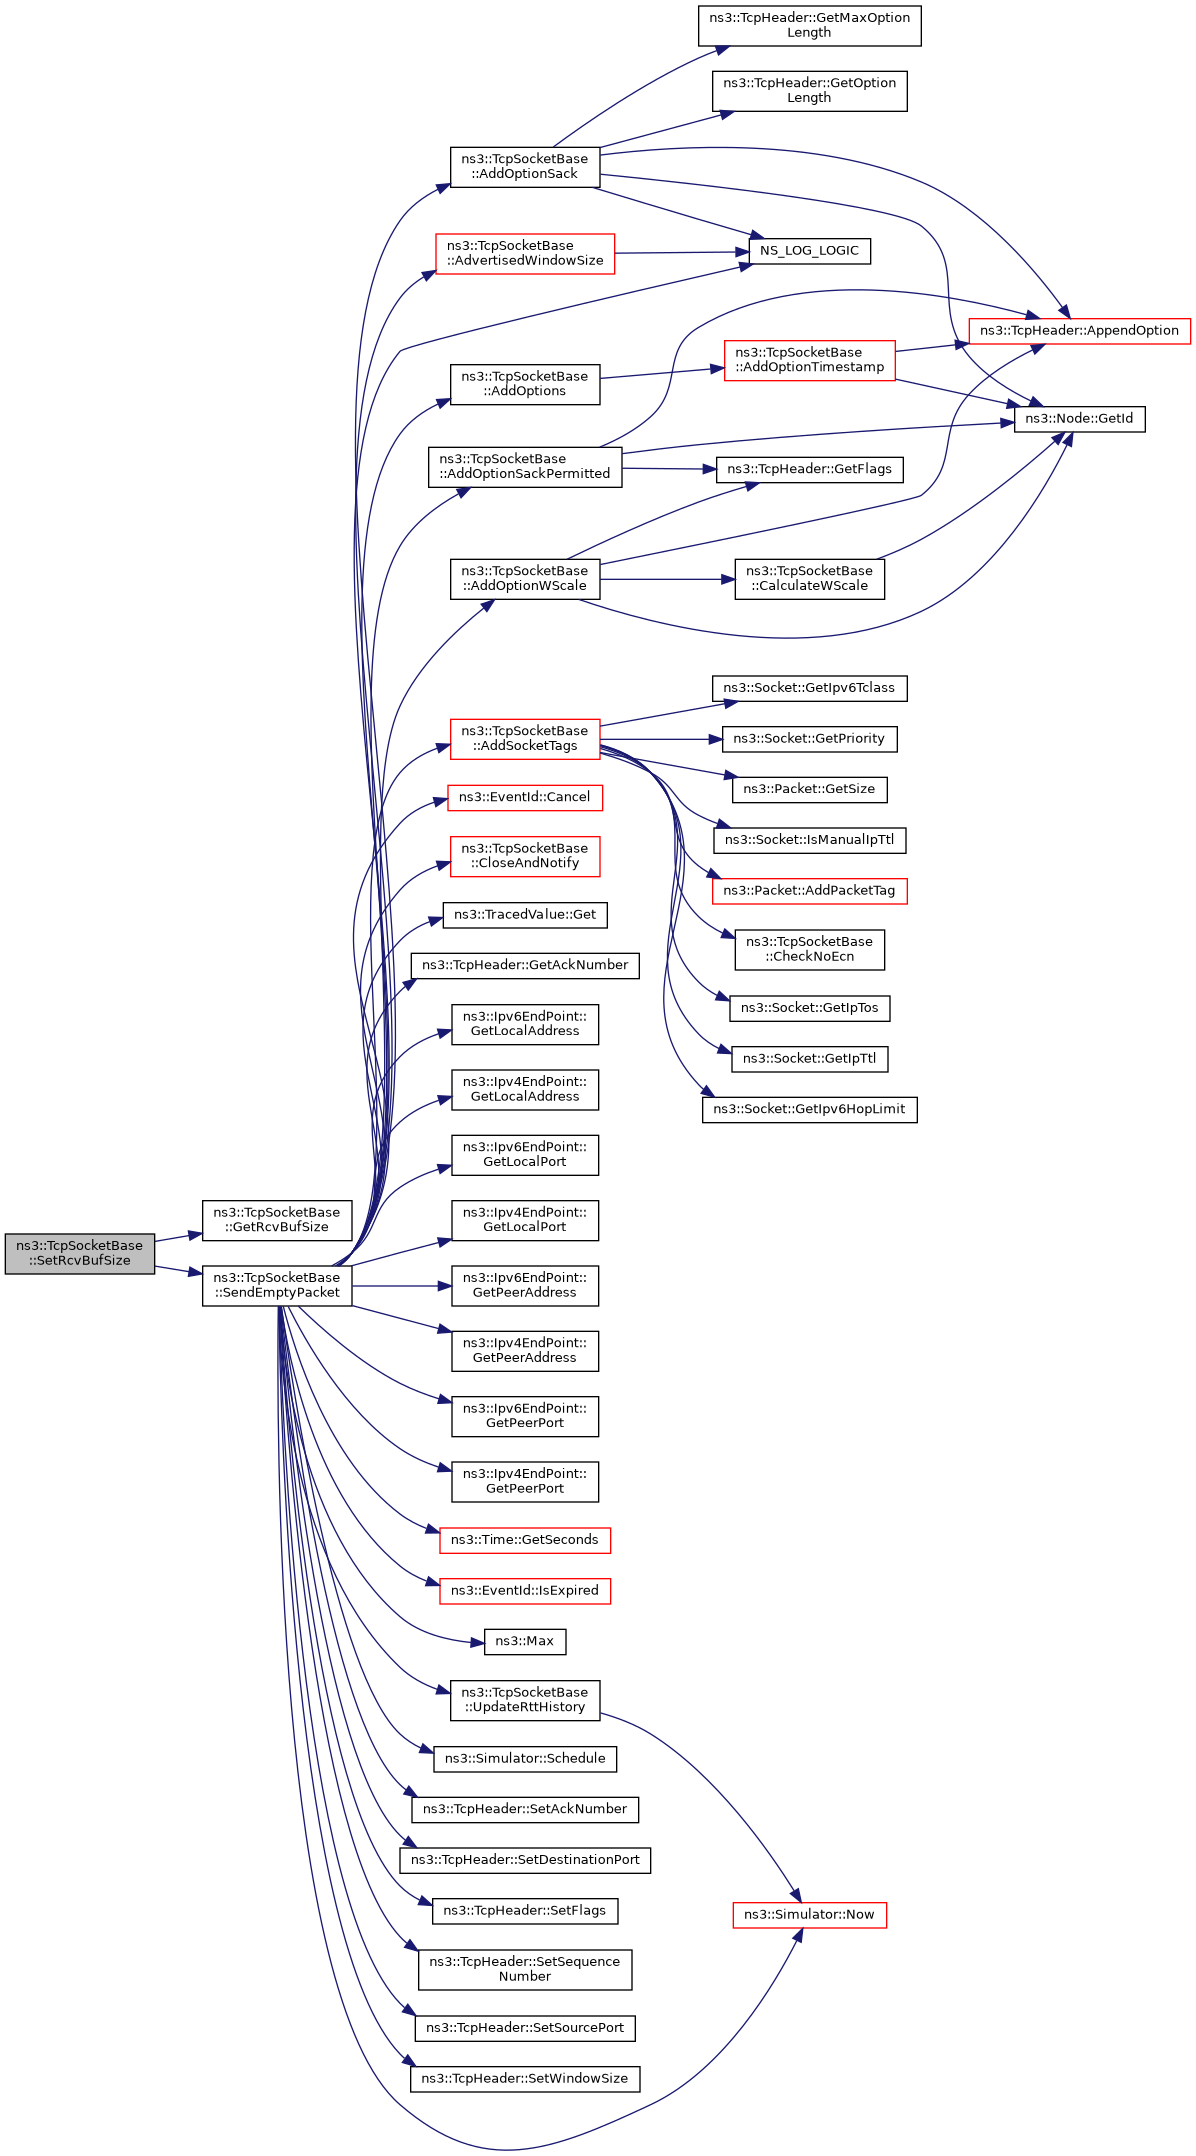 ns3::TcpHeader::GetMaxOption
Length
ns3::TcpHeader::GetOption
Length
ns3::TcpSocketBase
::AddOptionSack
ns3::TcpSocketBase
::AdvertisedWindowSize
NS_LOG_LOGIC
ns3::TcpHeader::AppendOption
ns3::TcpSocketBase
::AddOptionTimestamp
ns3::TcpSocketBase
::AddOptions
ns3::Node::GetId
ns3::TcpSocketBase
::AddOptionSackPermitted
ns3::TcpHeader::GetFlags
ns3::TcpSocketBase
::AddOptionWScale
ns3::TcpSocketBase
::CalculateWScale
ns3::Socket::GetIpv6Tclass
ns3::TcpSocketBase
::AddSocketTags
ns3::Socket::GetPriority
ns3::Packet::GetSize
ns3::EventId::Cancel
ns3::Socket::IsManualIpTtl
ns3::TcpSocketBase
::CloseAndNotify
ns3::Packet::AddPacketTag
ns3::TracedValue::Get
ns3::TcpSocketBase
::CheckNoEcn
ns3::TcpHeader::GetAckNumber
ns3::Socket::GetIpTos
ns3::Ipv6EndPoint::
GetLocalAddress
ns3::Socket::GetIpTtl
ns3::Ipv4EndPoint::
GetLocalAddress
ns3::Socket::GetIpv6HopLimit
ns3::Ipv6EndPoint::
GetLocalPort
ns3::TcpSocketBase
::GetRcvBufSize
ns3::Ipv4EndPoint::
GetLocalPort
ns3::TcpSocketBase
::SetRcvBufSize
ns3::TcpSocketBase
::SendEmptyPacket
ns3::Ipv6EndPoint::
GetPeerAddress
ns3::Ipv4EndPoint::
GetPeerAddress
ns3::Ipv6EndPoint::
GetPeerPort
ns3::Ipv4EndPoint::
GetPeerPort
ns3::Time::GetSeconds
ns3::EventId::IsExpired
ns3::Max
ns3::TcpSocketBase
::UpdateRttHistory
ns3::Simulator::Schedule
ns3::TcpHeader::SetAckNumber
ns3::TcpHeader::SetDestinationPort
ns3::TcpHeader::SetFlags
ns3::Simulator::Now
ns3::TcpHeader::SetSequence
Number
ns3::TcpHeader::SetSourcePort
ns3::TcpHeader::SetWindowSize